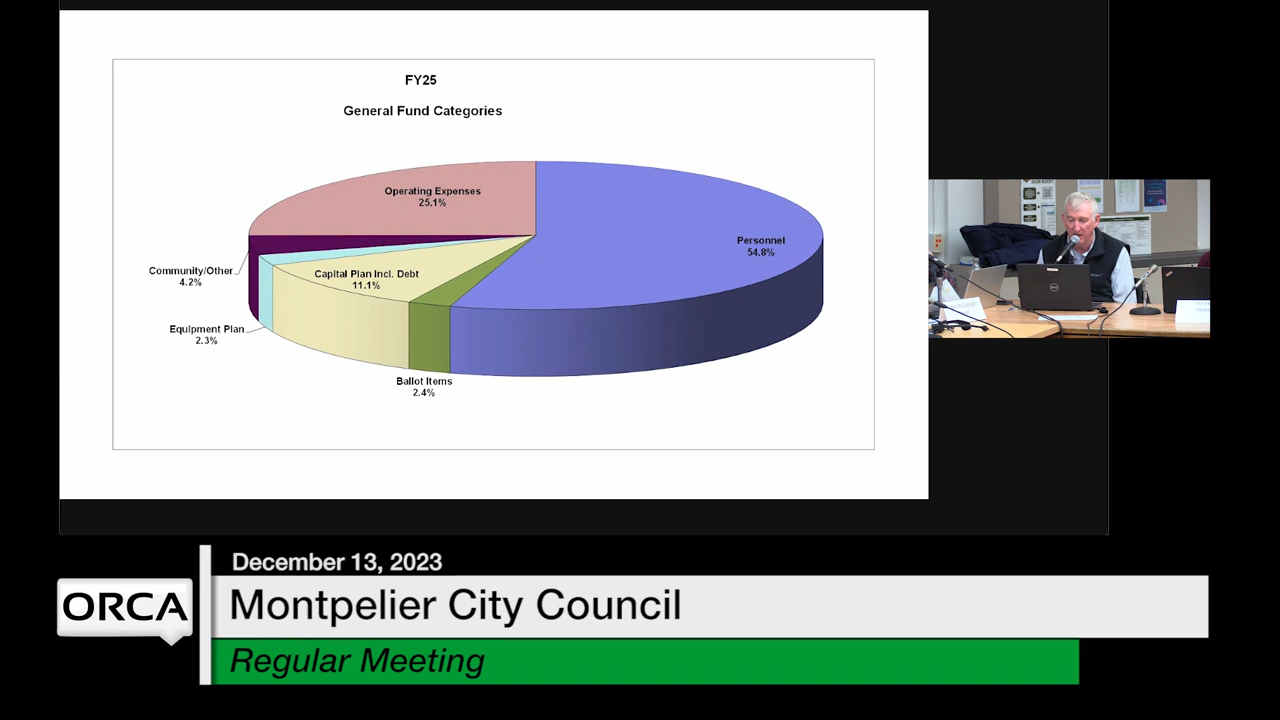 FY25
General Fund Categories
Operating Expenses
25.1%
Personnel
54.8%
Community/Other
4.2%
Capital Plan Incl. Debt
11.1%
Equipment Plan
2.3%
Ballot Items
2.4%
DELL
December 13, 2023
ORCA
Montpelier City Council
Regular Meeting